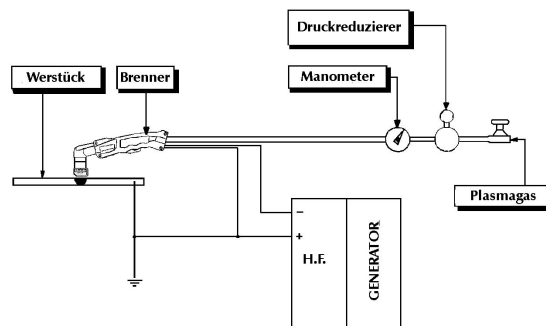 Druckreduzierer
Werstück
Brenner
Manometer
Plasmagas
−
+
H.F.
GENERATOR